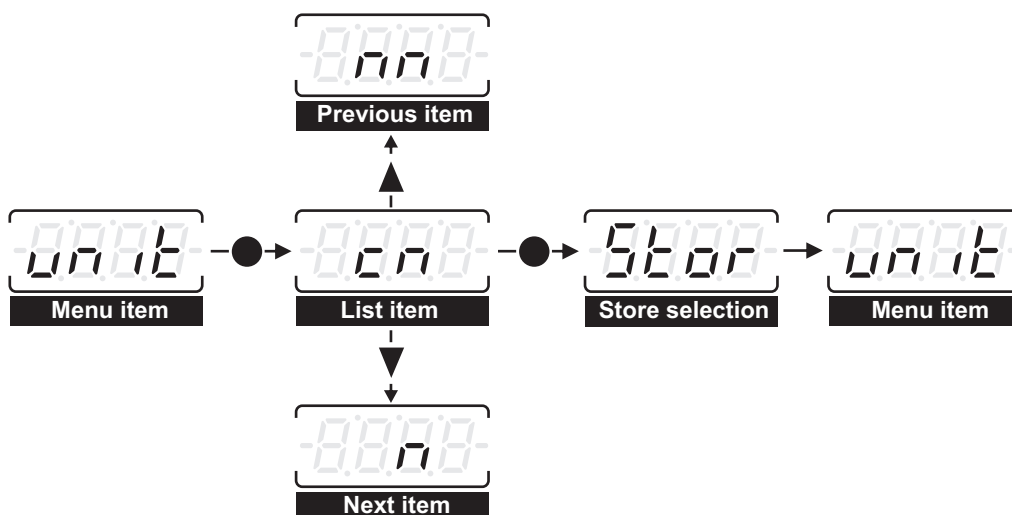 nn
Previous item
unit
cn
Stor
unit
Menu item
List item
Store selection
Menu item
n
Next item